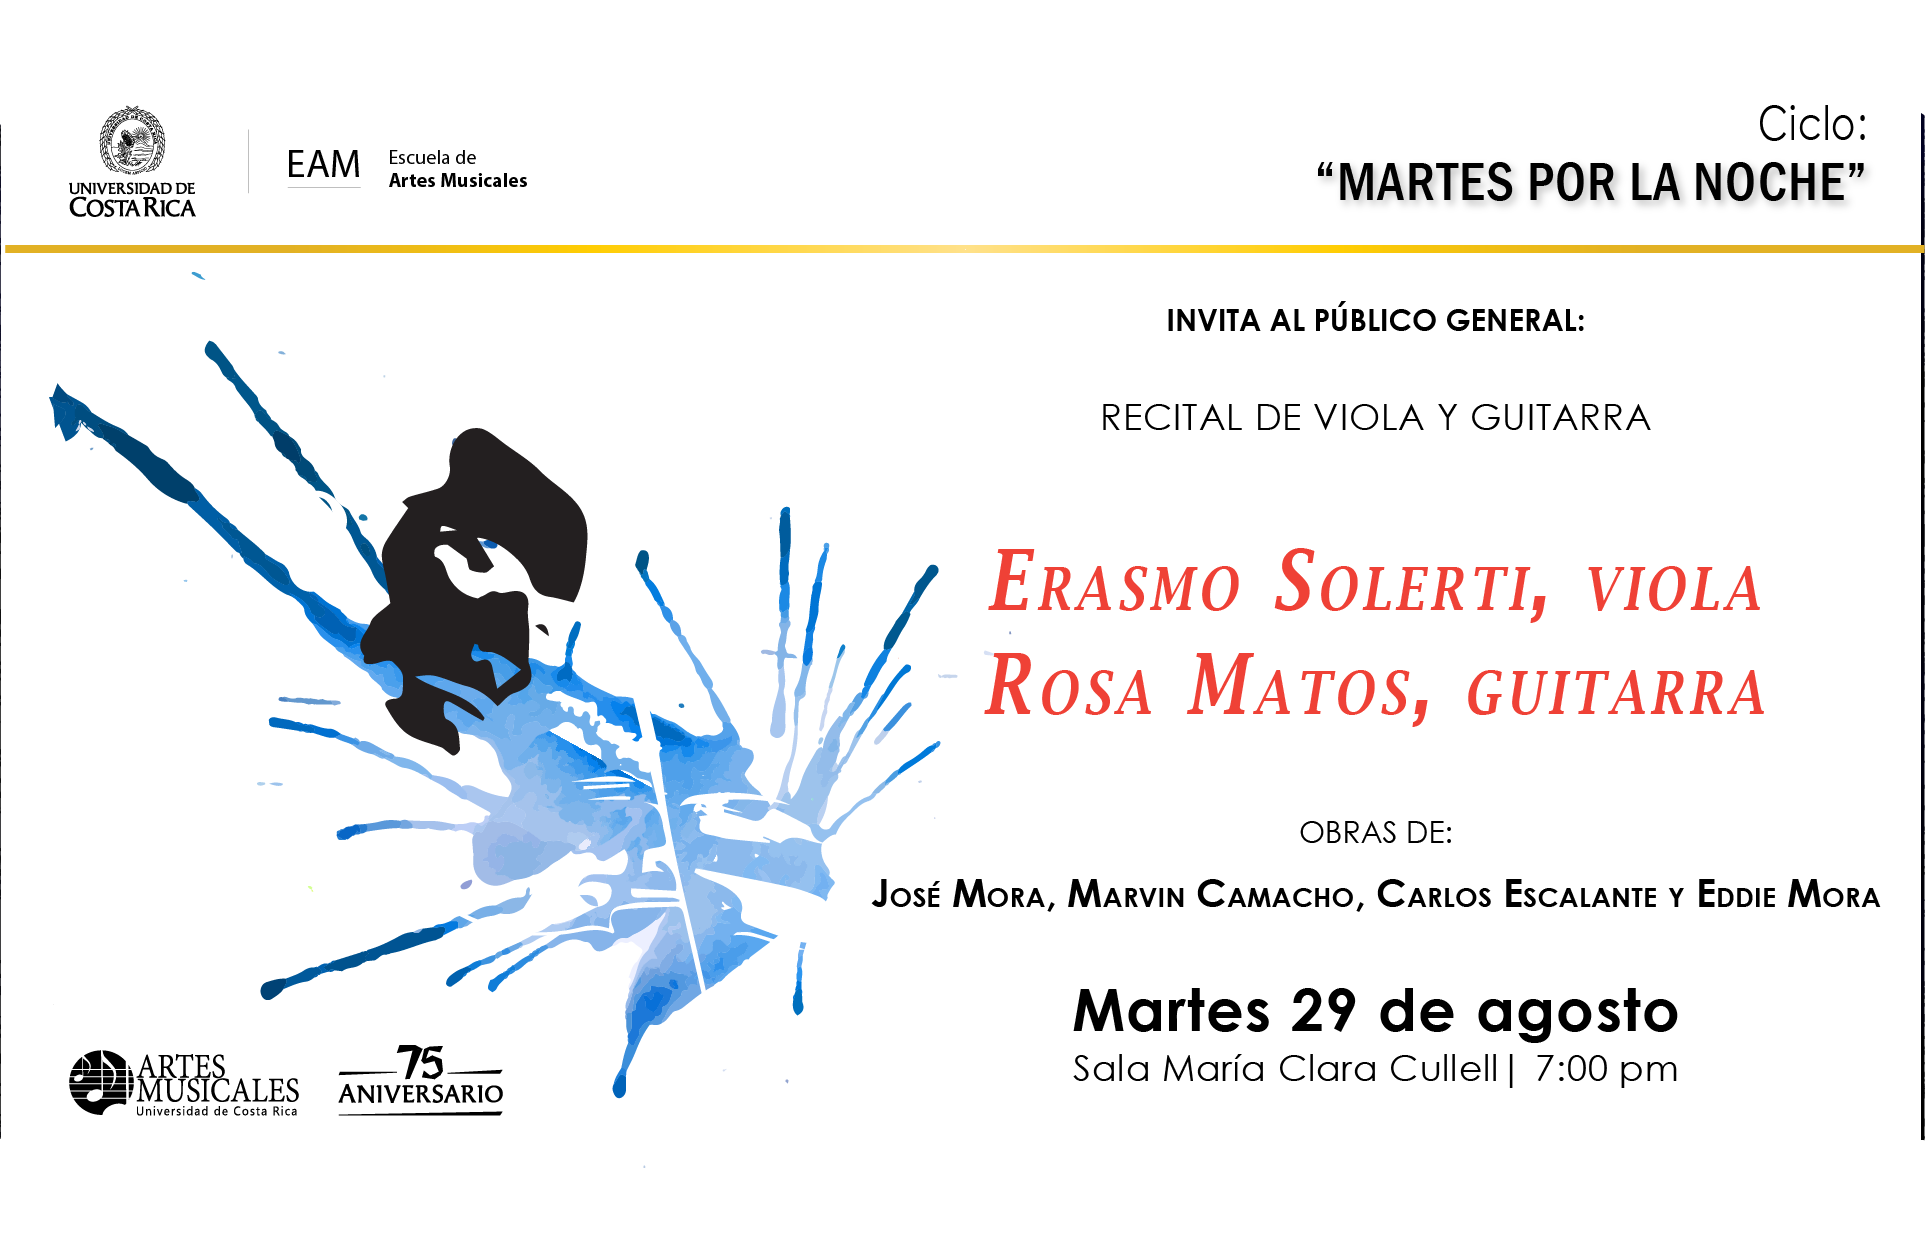 UNIVERSIDAD DE
COSTA RICA
EAM
Escuela de
Artes Musicales
Ciclo:
“MARTES POR LA NOCHE”
INVITA AL PÚBLICO GENERAL:
RECITAL DE VIOLA Y GUITARRA
ERASMO SOLERTI, VIOLA
ROSA MATOS, GUITARRA
OBRAS DE:
JOSÉ MORA, MARVIN CAMACHO, CARLOS ESCALANTE Y EDDIE MORA
Martes 29 de agosto
Sala María Clara Cullell| 7:00 pm
ARTES
MUSICALES
Universidad de Costa Rica
75
ANIVERSARIO